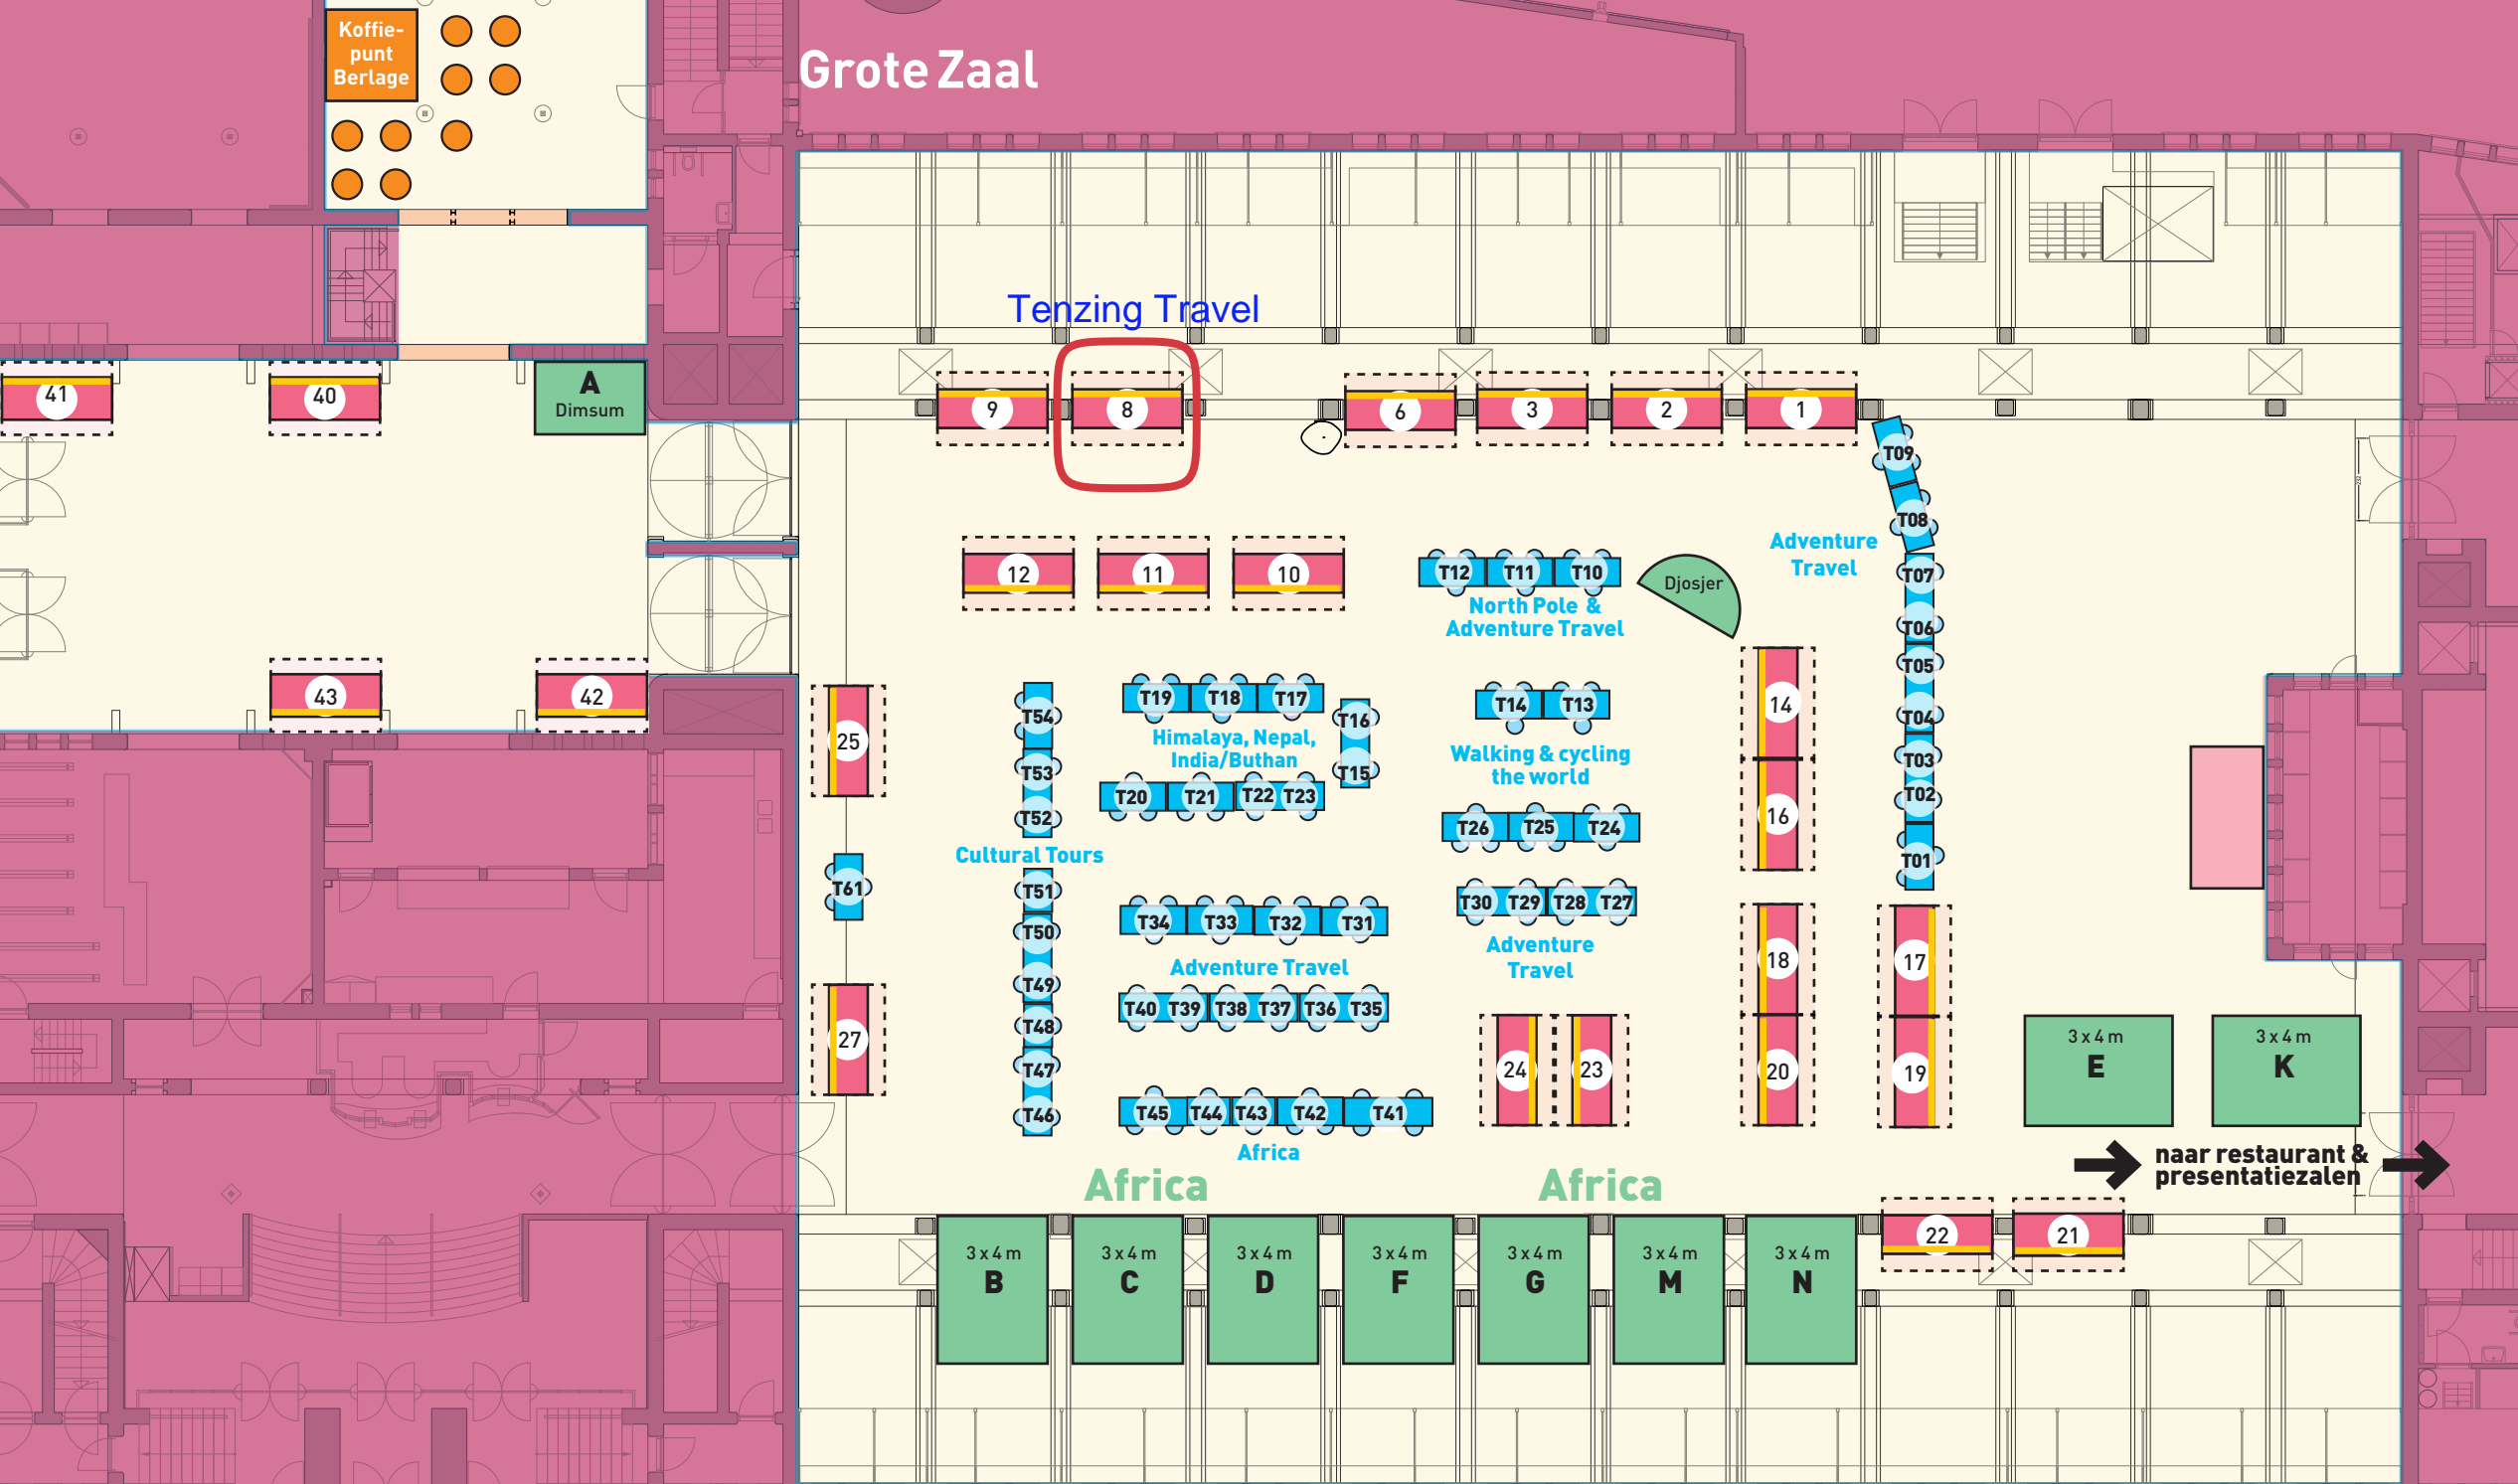 Koffie-
punt
Berlage
Grote Zaal
Tenzing Travel
41
40
A
Dimsum
9
8
6
3
2
1
T09
T08
Adventure
Travel
12
11
10
T12 T11 T10
North Pole &
Adventure Travel
Djosjer
T07
T06
T05
T04
T03
T02
T01
43
42
25
T54
T53
T52
T19 T18 T17
T16
T15
Himalaya, Nepal,
India/Buthan
T20 T21 T22 T23
T14 T13
Walking & cycling
the world
T26 T25 T24
14
16
Cultural Tours
T61
T51
T50
T49
T48
T47
T46
T34 T33 T32 T31
Adventure Travel
T40 T39 T38 T37 T36 T35
T30 T29 T28 T27
Adventure
Travel
18
17
27
24
23
20
19
3 x 4 m
E
3 x 4 m
K
T45 T44 T43 T42 T41
Africa
Africa
Africa
naar restaurant &
presentatiezalen
22
21
3 x 4 m
B
3 x 4 m
C
3 x 4 m
D
3 x 4 m
F
3 x 4 m
G
3 x 4 m
M
3 x 4 m
N